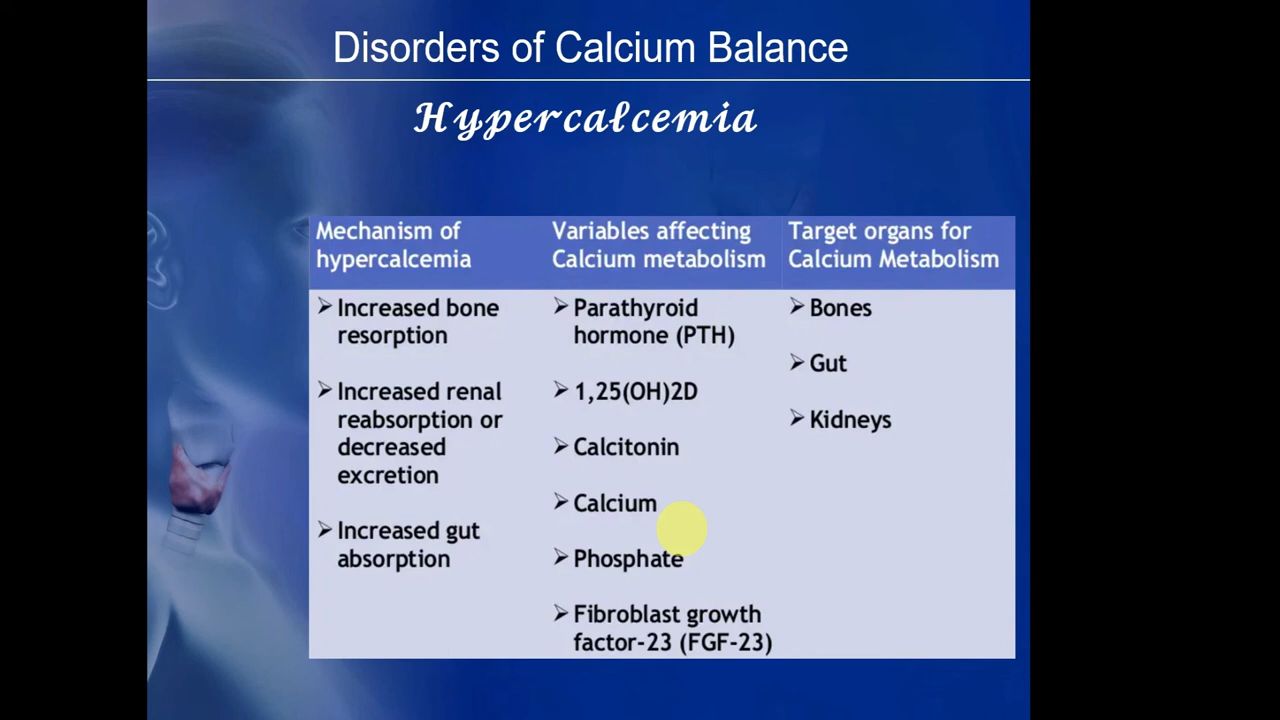 Disorders of Calcium Balance
Hypercalcemia
Mechanism of
hypercalcemia
Variables affecting
Calcium metabolism
Target organs for
Calcium Metabolism
➢ Increased bone
resorption
➢ Increased renal
reabsorption or
decreased
excretion
➢ Increased gut
absorption
➢ Parathyroid
hormone (PTH)
➢ 1,25(OH)2D
➢ Calcitonin
➢ Calcium
➢ Phosphate
➢ Fibroblast growth
factor-23 (FGF-23)
➢ Bones
➢ Gut
➢ Kidneys